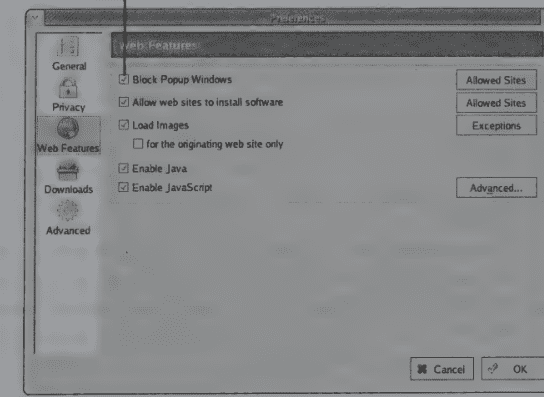 Preferences
Web Features
General
Privacy
Web Features
Downloads
Advanced
Block Popup Windows
Allowed Sites
Allow web sites to install software
Allowed Sites
Load Images
Exceptions
for the originating web site only
Enable Java
Enable JavaScript
Advanced...
Cancel
OK